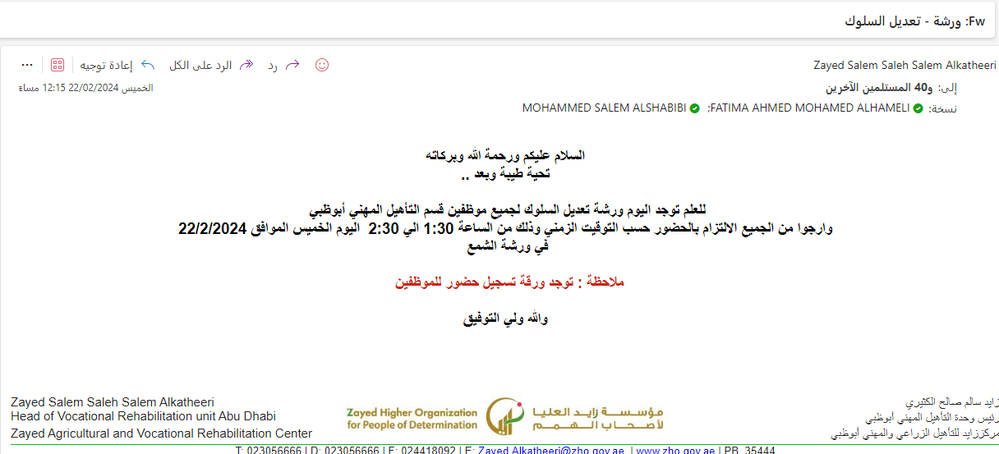 Fw: ورشة - تعديل السلوك
Zayed Salem Saleh Salem Alkatheeri
رد
الرد على الكل
إعادة توجيه
...
إلى: و40 المستلمين الآخرين
الخميس 22/02/2024 12:15 مساءً
نسخة: FATIMA AHMED MOHAMED ALHAMELI; MOHAMMED SALEM ALSHABIBI
السلام عليكم ورحمة الله وبركاته
تحية طيبة وبعد ..
للعلم توجد اليوم ورشة تعديل السلوك لجميع موظفين قسم التأهيل المهني أبوظبي
وارجوا من الجميع الالتزام بالحضور حسب التوقيت الزمني وذلك من الساعة 1:30 الي 2:30 اليوم الخميس الموافق 22/2/2024
في ورشة الشمع
ملاحظة : توجد ورقة تسجيل حضور للموظفين
والله ولي التوفيق
Zayed Salem Saleh Salem Alkatheeri
Head of Vocational Rehabilitation unit Abu Dhabi
Zayed Agricultural and Vocational Rehabilitation Center
Zayed Higher Organization
for People of Determination
مؤسسة زايد العليا
لأصحاب الهمم
زايد سالم صالح الكثيري
رئيس وحدة التأهيل المهني أبوظبي
مركززايد للتأهيل الزراعي والمهني أبوظبي
T: 023056666 | D: 023056666 | F: 024418092 | E: Zayed.Alkatheeri@zho.gov.ae | www.zho.gov.ae | PB. 35444